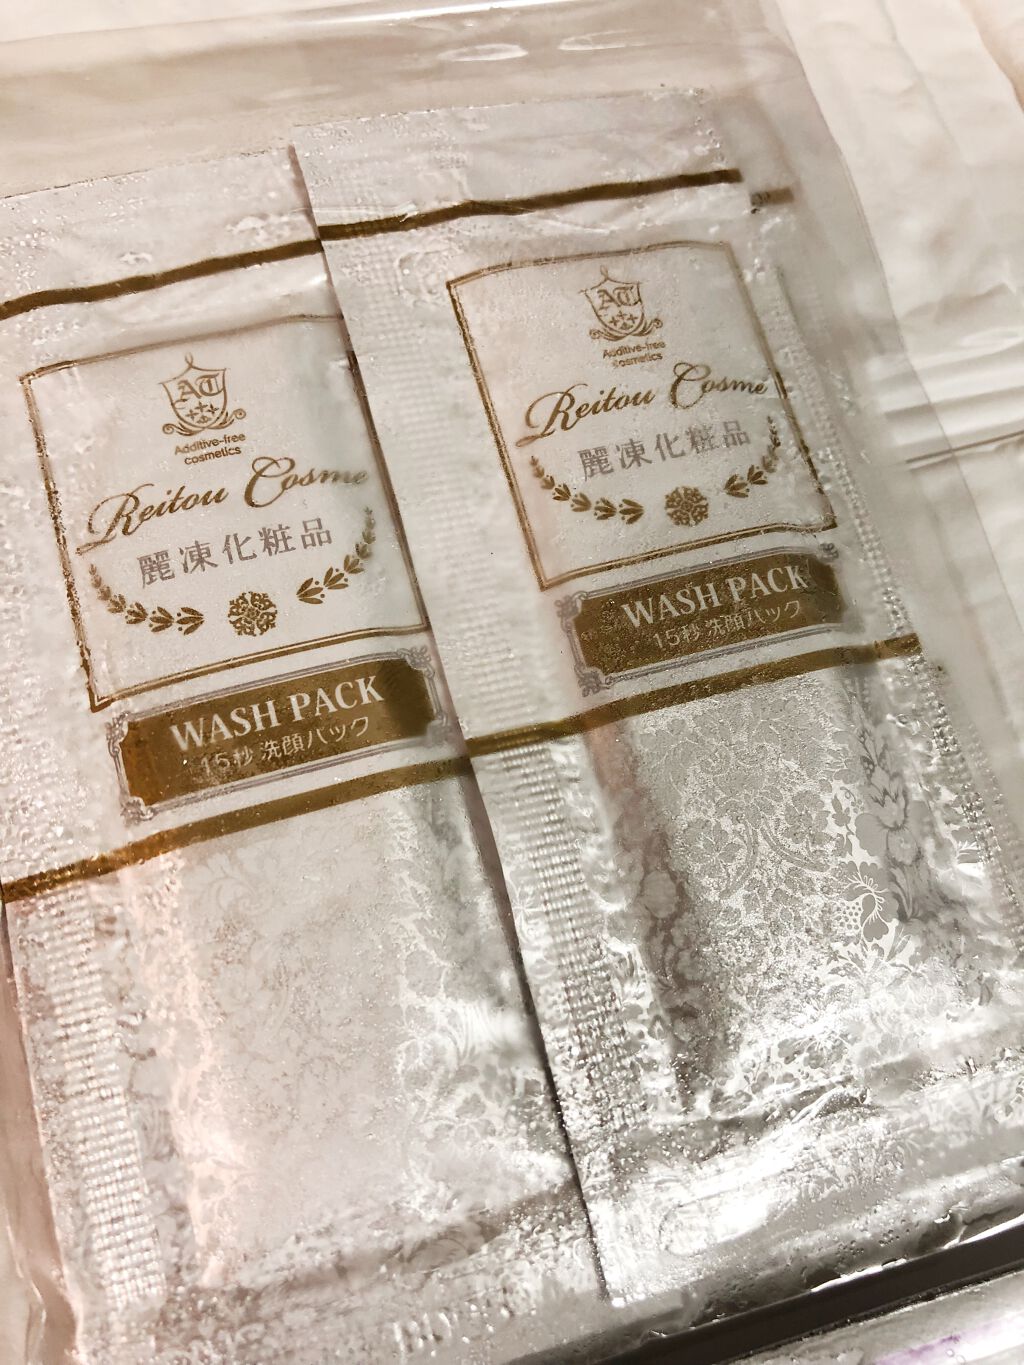 AT
Additive-free
cosmetics
Reitou Cosme
麗凍化粧品
WASH PACK
15秒 洗顔パック
AT
Additive-free
cosmetics
Reitou Cosme
麗凍化粧品
WASH PACK
15秒 洗顔パック